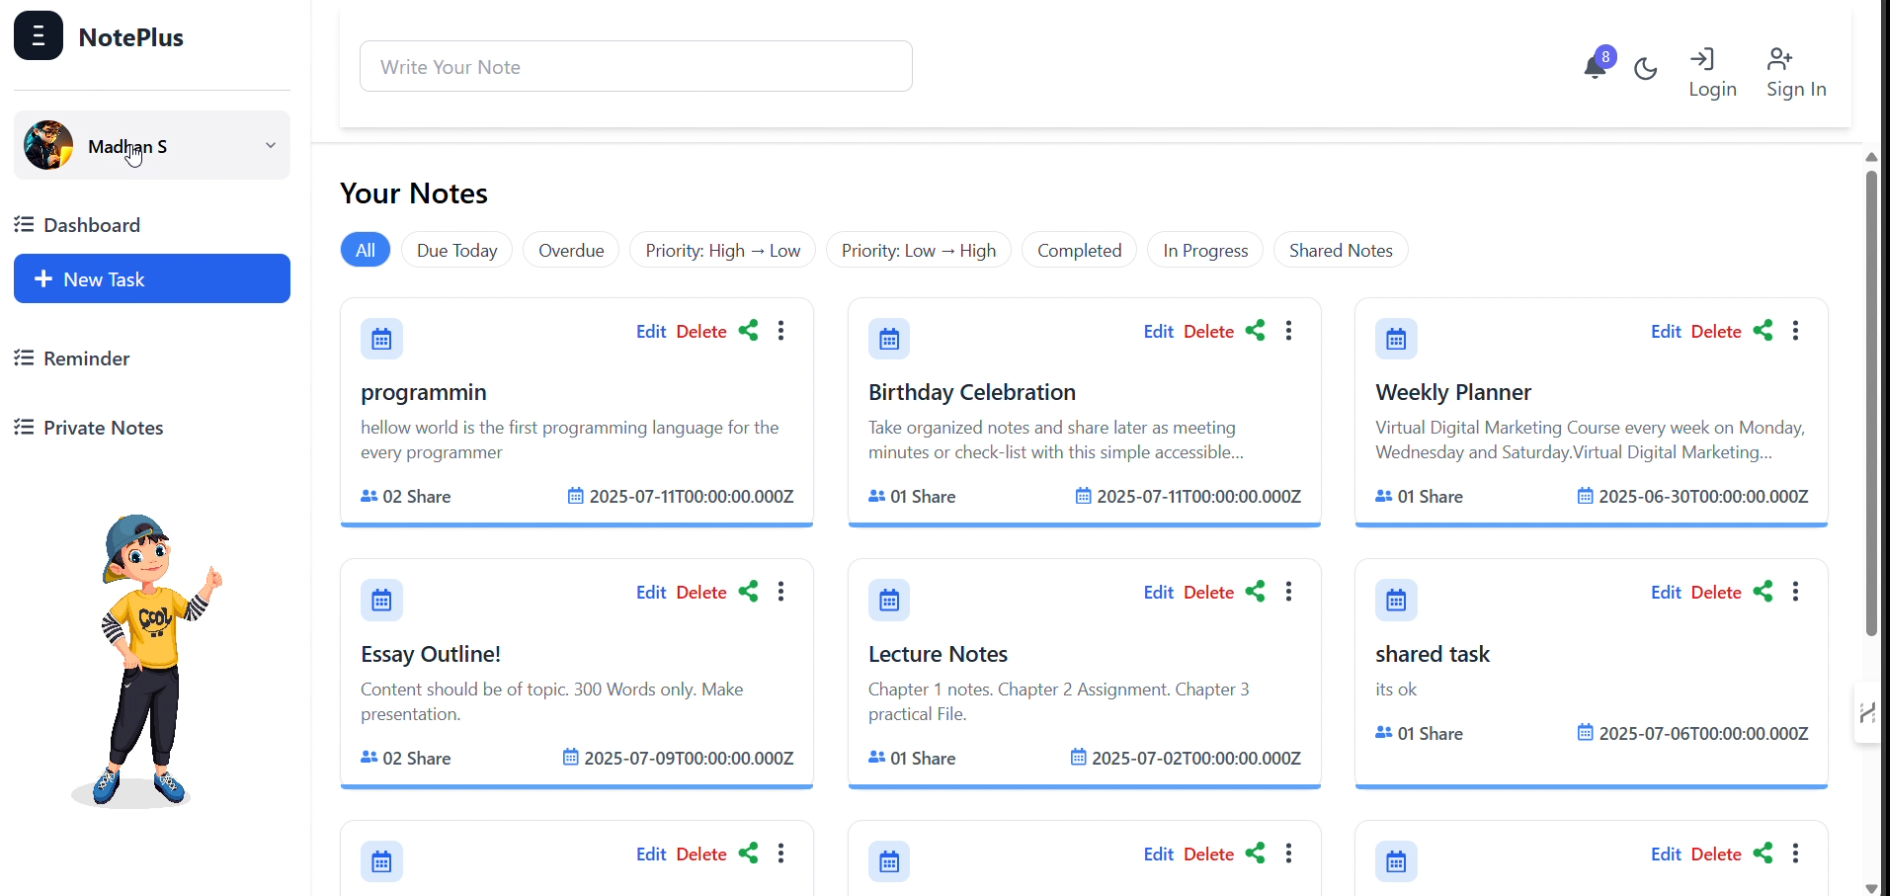 NotePlus
Madhan S
Dashboard
New Task
Reminder
Private Notes
COOL
Write Your Note
8
Login
Sign In
Your Notes
All
Due Today
Overdue
Priority: High → Low
Priority: Low → High
Completed
In Progress
Shared Notes
Edit Delete
programmin
hellow world is the first programming language for the
every programmer
02 Share
2025-07-11T00:00:00.000Z
Edit Delete
Birthday Celebration
Take organized notes and share later as meeting
minutes or check-list with this simple accessible...
01 Share
2025-07-11T00:00:00.000Z
Edit Delete
Weekly Planner
Virtual Digital Marketing Course every week on Monday,
Wednesday and Saturday.Virtual Digital Marketing...
01 Share
2025-06-30T00:00:00.000Z
Edit Delete
Essay Outline!
Content should be of topic. 300 Words only. Make
presentation.
02 Share
2025-07-09T00:00:00.000Z
Edit Delete
Lecture Notes
Chapter 1 notes. Chapter 2 Assignment. Chapter 3
practical File.
01 Share
2025-07-02T00:00:00.000Z
Edit Delete
shared task
its ok
01 Share
2025-07-06T00:00:00.000Z
Edit Delete
Edit Delete
Edit Delete